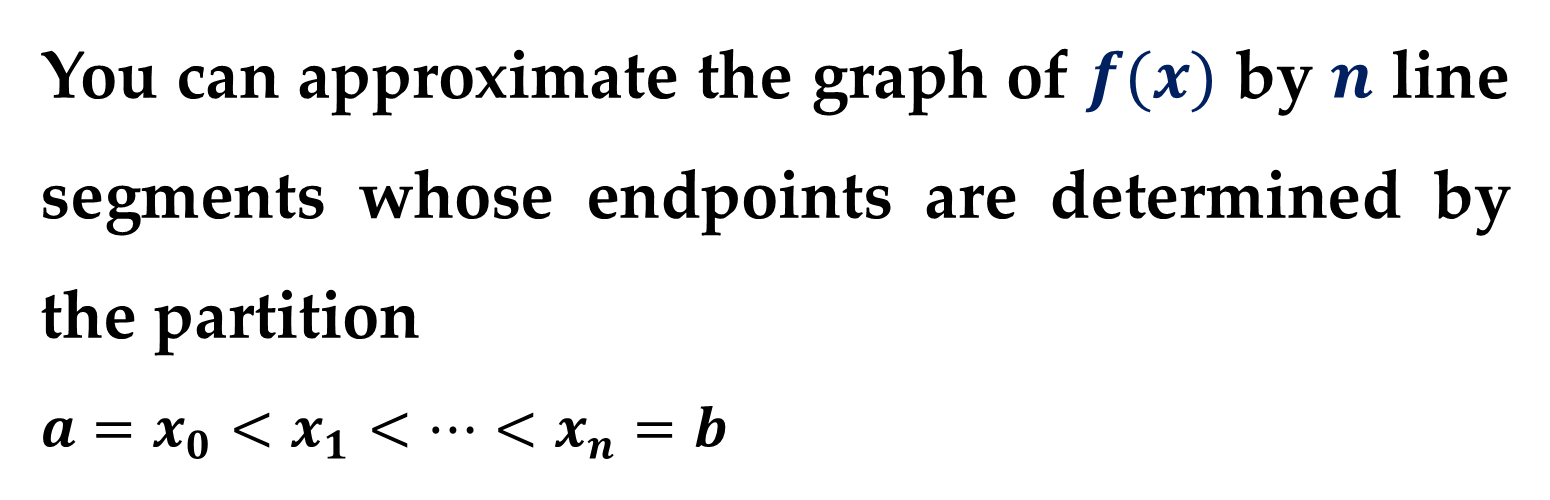 You can approximate the graph of f(x) by n line
segments whose endpoints are determined by
the partition
a = x₀ < x₁ < ⋯ < xₙ = b